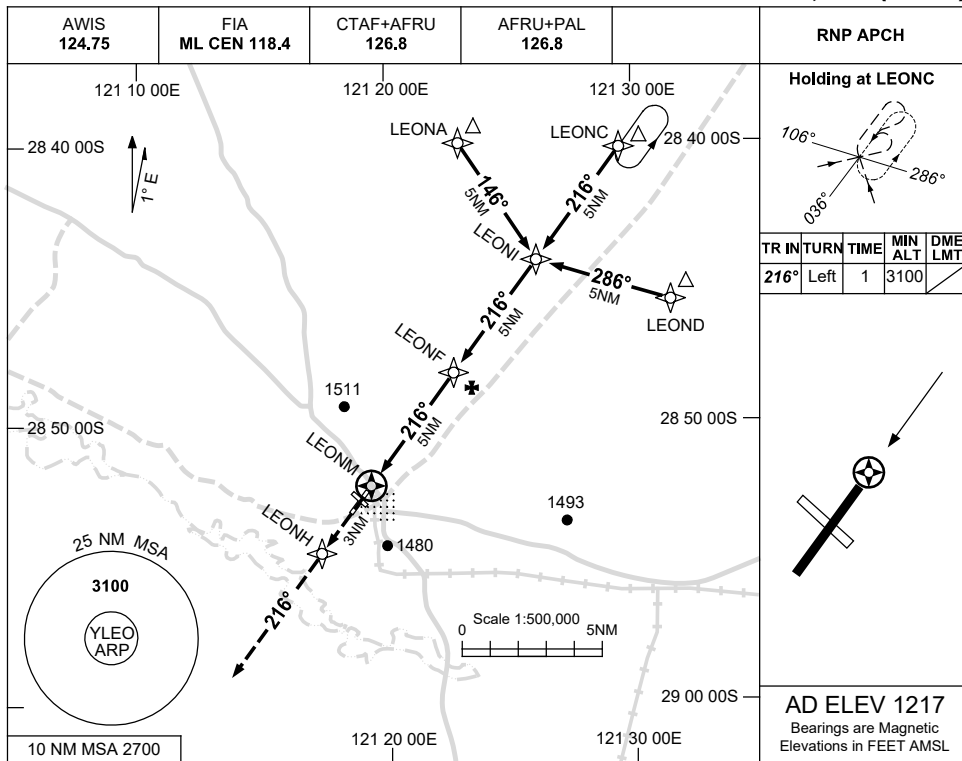 AWIS
124.75
FIA
ML CEN 118.4
CTAF+AFRU
126.8
AFRU+PAL
126.8
RNP APCH
121 10 00E
121 20 00E
121 30 00E
28 40 00S
28 40 00S
1° E
LEONA
LEONC
146°
5NM
216°
5NM
LEONI
286°
5NM
LEOND
216°
5NM
LEONF
1511
28 50 00S
28 50 00S
216°
5NM
LEONM
1493
LEONH
3NM
1480
25 NM MSA
3100
YLEO
ARP
216°
Scale 1:500,000
0
5NM
29 00 00S
10 NM MSA 2700
121 20 00E
121 30 00E
Holding at LEONC
106°
286°
036°
TR IN TURN TIME MIN ALT DME LMT
216° Left 1 3100
AD ELEV 1217
Bearings are Magnetic
Elevations in FEET AMSL